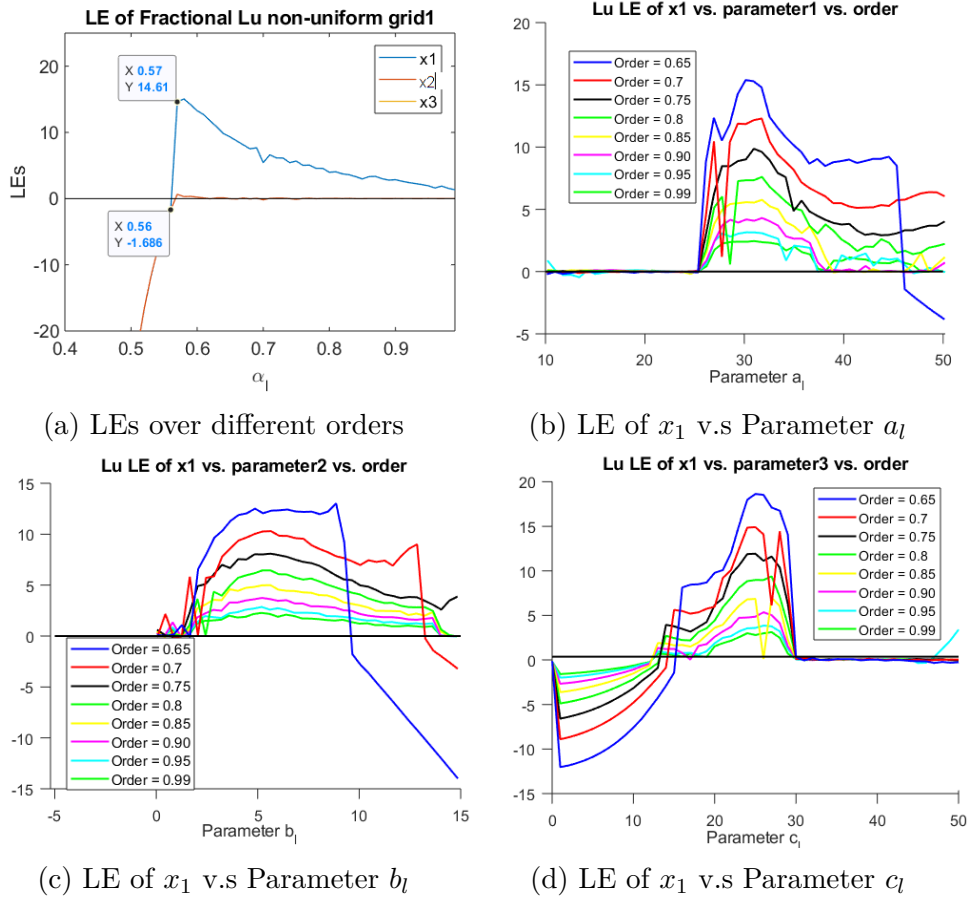 LE of Fractional Lu non-uniform grid1
20
10
0
-10
-20
LEs
0.4
0.5
0.6
0.7
0.8
0.9
α_l
X 0.57
Y 14.61
X 0.56
Y -1.686
x1
x2
x3
(a) LEs over different orders
Lu LE of x1 vs. parameter1 vs. order
20
15
10
5
0
-5
10
20
30
40
50
Parameter a_l
Order = 0.65
Order = 0.7
Order = 0.75
Order = 0.8
Order = 0.85
Order = 0.90
Order = 0.95
Order = 0.99
(b) LE of x₁ v.s Parameter a_l
Lu LE of x1 vs. parameter2 vs. order
15
10
5
0
-5
-10
-15
-5
0
5
10
15
Parameter b_l
Order = 0.65
Order = 0.7
Order = 0.75
Order = 0.8
Order = 0.85
Order = 0.90
Order = 0.95
Order = 0.99
(c) LE of x₁ v.s Parameter b_l
Lu LE of x1 vs. parameter3 vs. order
20
15
10
5
0
-5
-10
-15
0
10
20
30
40
50
Parameter c_l
Order = 0.65
Order = 0.7
Order = 0.75
Order = 0.8
Order = 0.85
Order = 0.90
Order = 0.95
Order = 0.99
(d) LE of x₁ v.s Parameter c_l